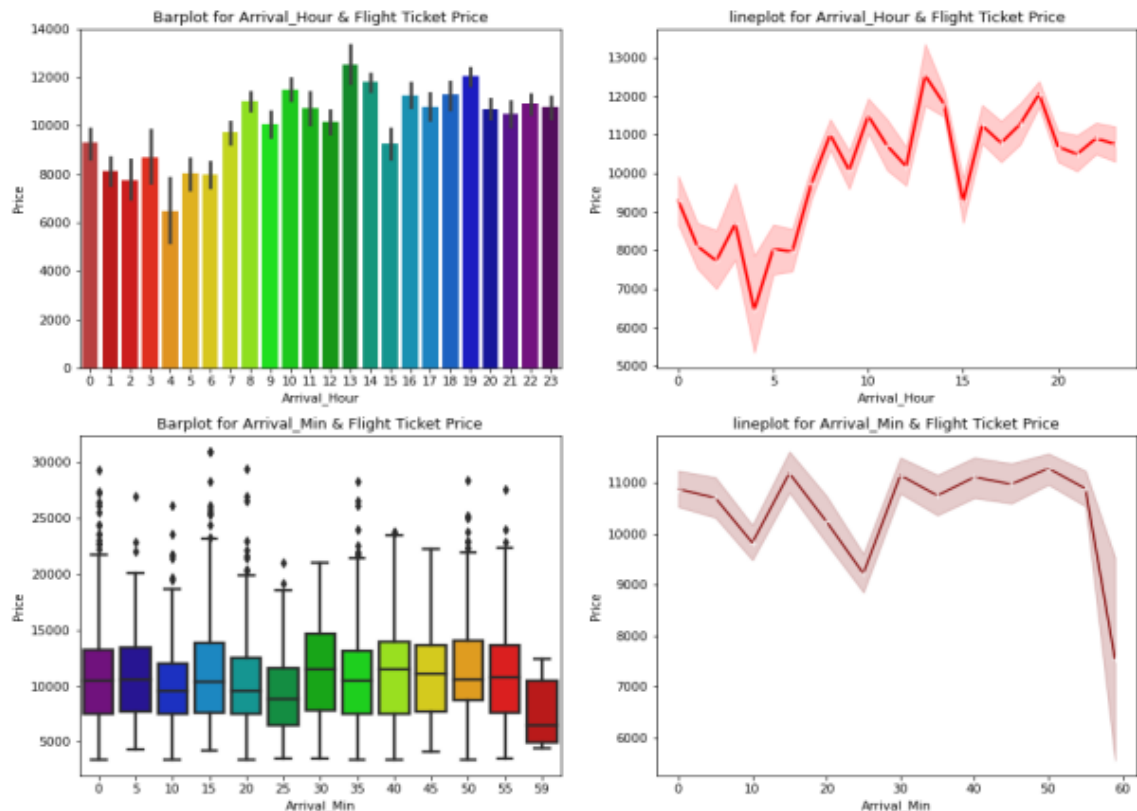 Barplot for Arrival_Hour & Flight Ticket Price
14000
12000
10000
8000
6000
4000
2000
0
Price
0 1 2 3 4 5 6 7 8 9 10 11 12 13 14 15 16 17 18 19 20 21 22 23
Arrival_Hour
lineplot for Arrival_Hour & Flight Ticket Price
13000
12000
11000
10000
9000
8000
7000
6000
5000
Price
0 5 10 15 20
Arrival_Hour
Barplot for Arrival_Min & Flight Ticket Price
30000
25000
20000
15000
10000
5000
Price
0 5 10 15 20 25 30 35 40 45 50 55 59
Arrival_Min
lineplot for Arrival_Min & Flight Ticket Price
11000
10000
9000
8000
7000
6000
Price
0 10 20 30 40 50 60
Arrival_Min